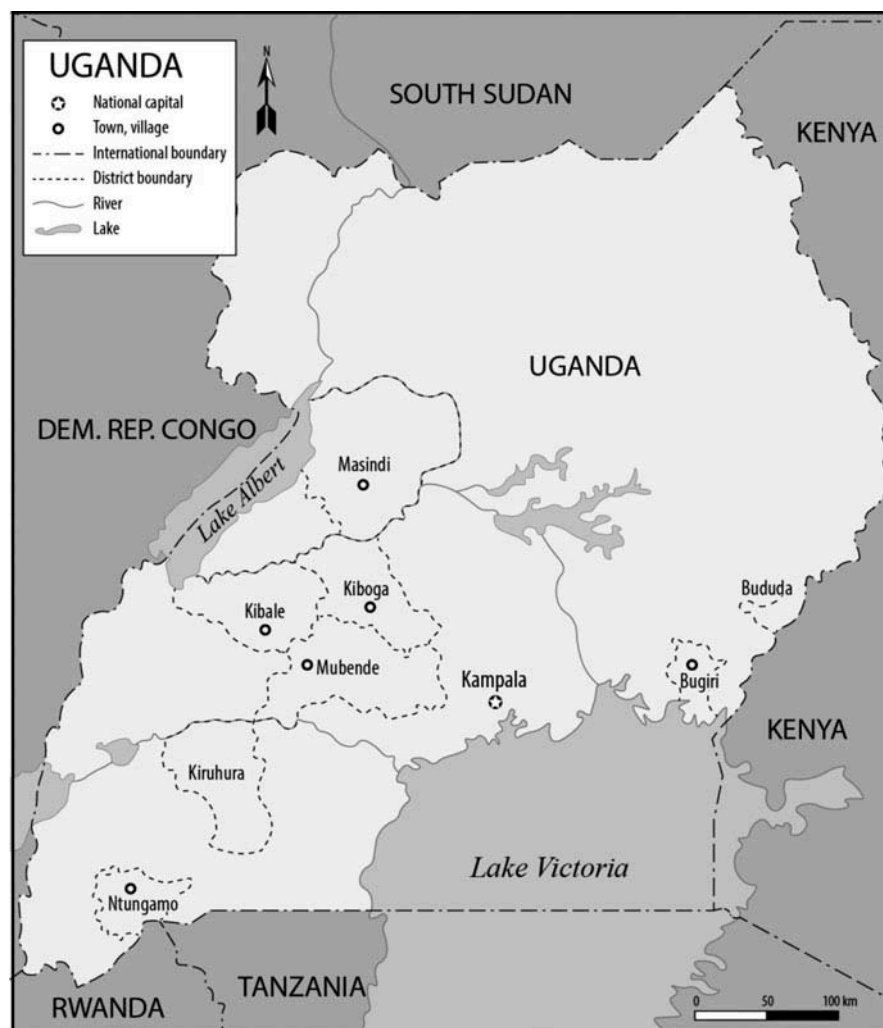 UGANDA
National capital
Town, village
International boundary
District boundary
River
Lake
N
SOUTH SUDAN
KENYA
UGANDA
DEM. REP. CONGO
Lake Albert
Masindi
Kiboga
Kibale
Mubende
Kampala
Bududa
Bugiri
KENYA
Kiruhura
Lake Victoria
Ntungamo
RWANDA
TANZANIA
0 50 100 km